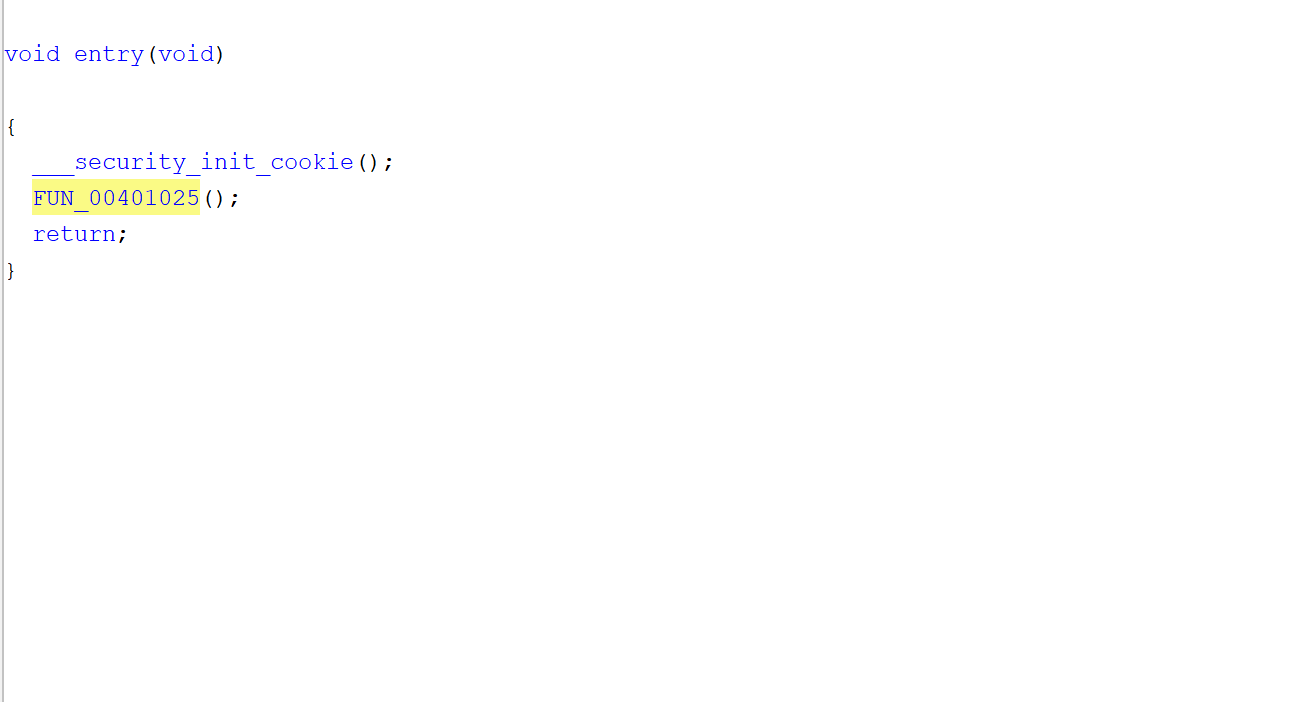 void entry(void)
{
___security_init_cookie();
FUN_00401025();
return;
}